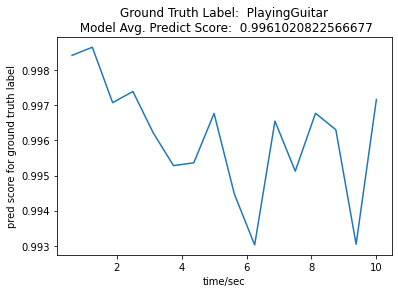 Ground Truth Label:  PlayingGuitar
Model Avg. Predict Score:  0.9961020822566677
pred score for ground truth label
0.998
0.997
0.996
0.995
0.994
0.993
2
4
6
8
10
time/sec